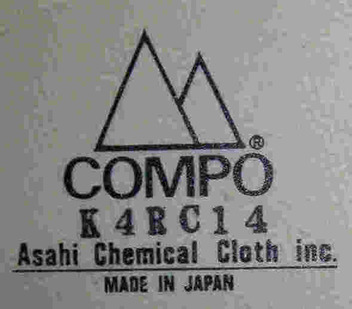 ®
COMPO
K4RC14
Asahi Chemical Cloth inc.
MADE IN JAPAN